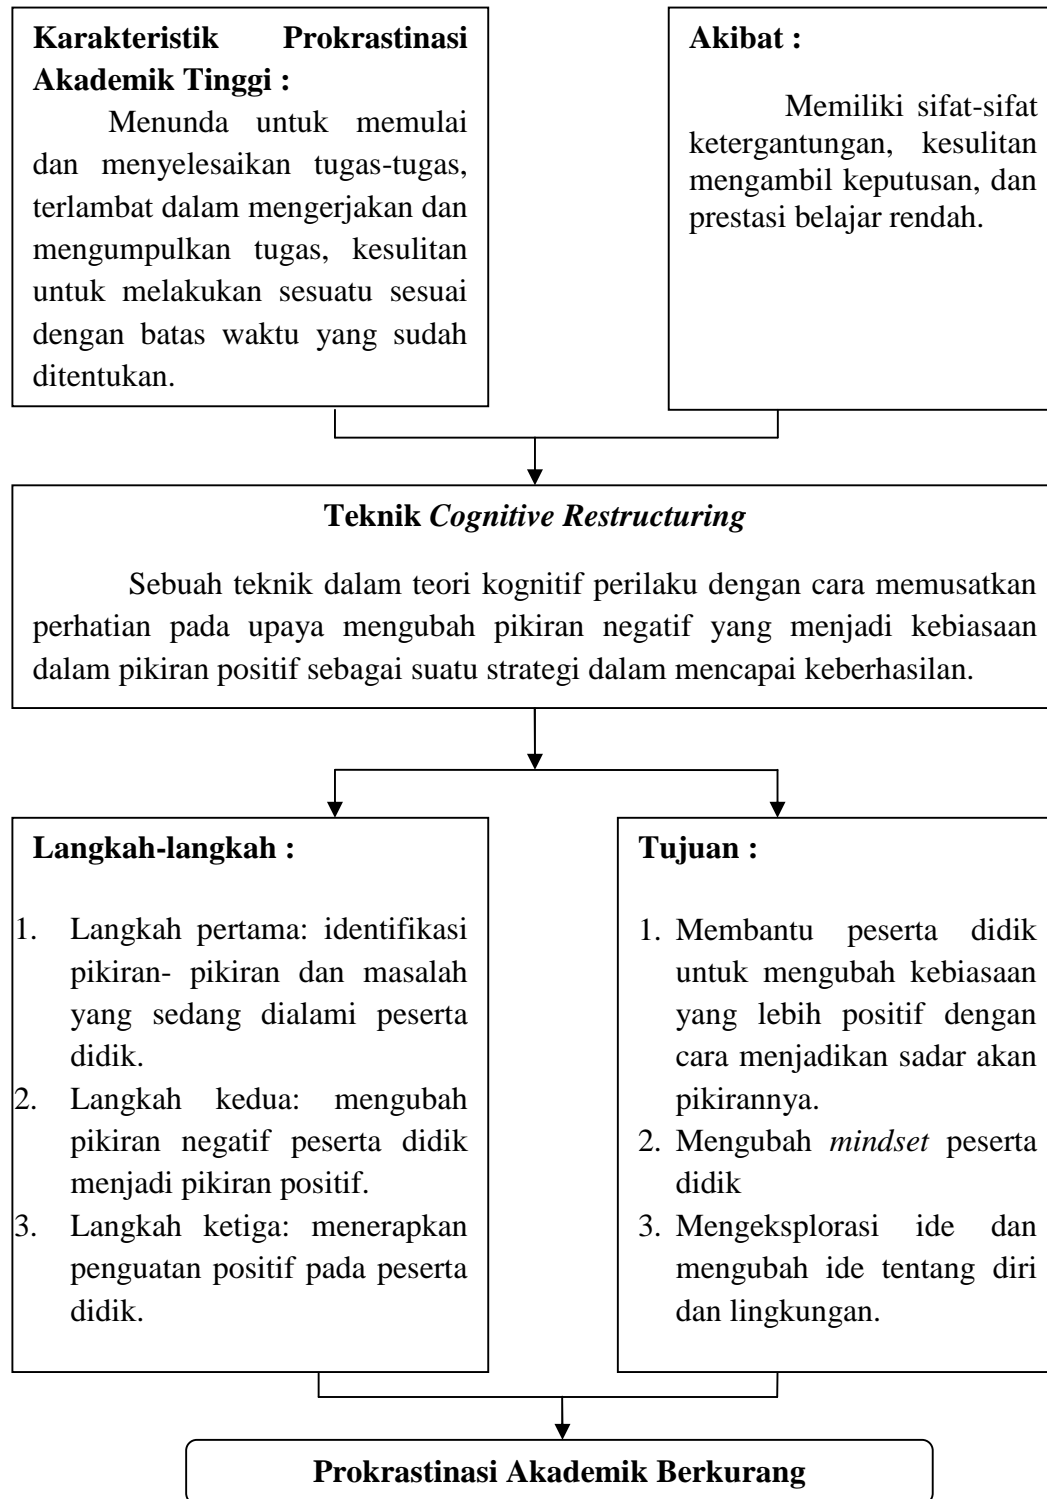 Karakteristik Prokrastinasi
Akademik Tinggi :
Menunda untuk memulai
dan menyelesaikan tugas-tugas,
terlambat dalam mengerjakan dan
mengumpulkan tugas, kesulitan
untuk melakukan sesuatu sesuai
dengan batas waktu yang sudah
ditentukan.
Akibat :
Memiliki sifat-sifat
ketergantungan, kesulitan
mengambil keputusan, dan
prestasi belajar rendah.
Teknik Cognitive Restructuring
Sebuah teknik dalam teori kognitif perilaku dengan cara memusatkan
perhatian pada upaya mengubah pikiran negatif yang menjadi kebiasaan
dalam pikiran positif sebagai suatu strategi dalam mencapai keberhasilan.
Langkah-langkah :
1. Langkah pertama: identifikasi
pikiran- pikiran dan masalah
yang sedang dialami peserta
didik.
2. Langkah kedua: mengubah
pikiran negatif peserta didik
menjadi pikiran positif.
3. Langkah ketiga: menerapkan
penguatan positif pada peserta
didik.
Tujuan :
1. Membantu peserta didik
untuk mengubah kebiasaan
yang lebih positif dengan
cara menjadikan sadar akan
pikirannya.
2. Mengubah mindset peserta
didik
3. Mengeksplorasi ide dan
mengubah ide tentang diri
dan lingkungan.
Prokrastinasi Akademik Berkurang